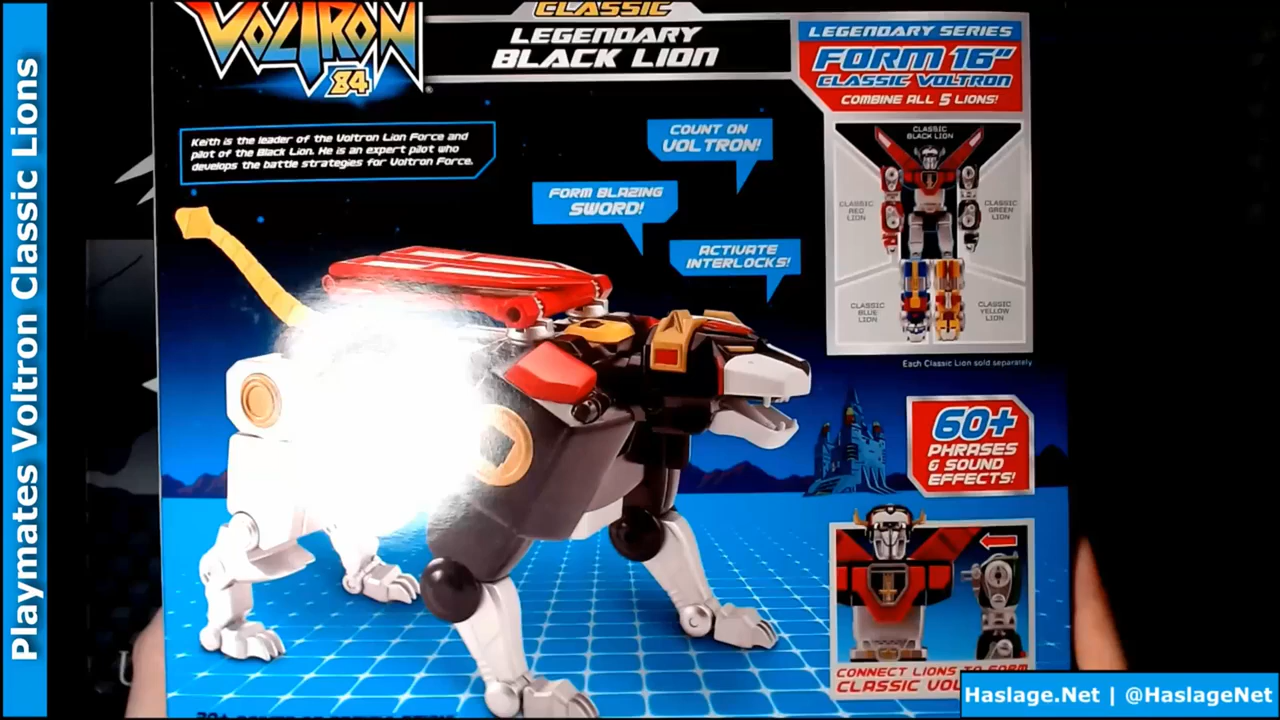 Playmates Voltron Classic Lions
VOLTRON
84
CLASSIC
LEGENDARY
BLACK LION
LEGENDARY SERIES
FORM 16"
CLASSIC VOLTRON
COMBINE ALL 5 LIONS!
Keith is the leader of the Voltron Lion Force and
pilot of the Black Lion. He is an expert pilot who
develops the battle strategies for Voltron Force.
COUNT ON
VOLTRON!
FORM BLAZING
SWORD!
ACTIVATE
INTERLOCKS!
CLASSIC
BLACK LION
CLASSIC
RED
LION
CLASSIC
GREEN
LION
CLASSIC
BLUE
LION
CLASSIC
YELLOW
LION
Each Classic Lion sold separately
60+
PHRASES
& SOUND
EFFECTS!
CONNECT LIONS TO FORM
CLASSIC
Haslage.Net | @HaslageNet